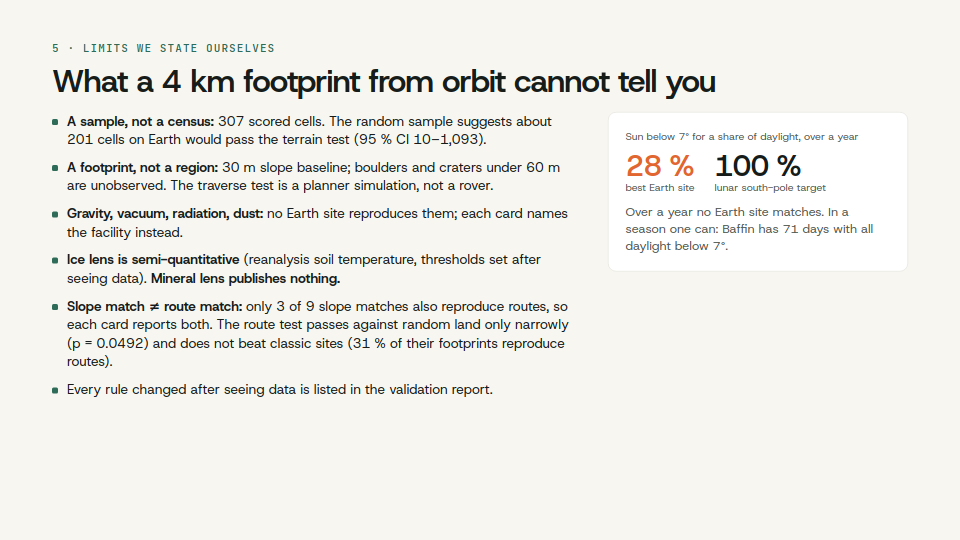 5 · LIMITS WE STATE OURSELVES
What a 4 km footprint from orbit cannot tell you
A sample, not a census: 307 scored cells. The random sample suggests about
201 cells on Earth would pass the terrain test (95 % CI 10–1,093).
A footprint, not a region: 30 m slope baseline; boulders and craters under 60 m
are unobserved. The traverse test is a planner simulation, not a rover.
Gravity, vacuum, radiation, dust: no Earth site reproduces them; each card names
the facility instead.
Ice lens is semi-quantitative (reanalysis soil temperature, thresholds set after
seeing data). Mineral lens publishes nothing.
Slope match ≠ route match: only 3 of 9 slope matches also reproduce routes, so
each card reports both. The route test passes against random land only narrowly
(p = 0.0492) and does not beat classic sites (31 % of their footprints reproduce
routes).
Every rule changed after seeing data is listed in the validation report.
Sun below 7° for a share of daylight, over a year
28 % 100 %
best Earth site lunar south-pole target
Over a year no Earth site matches. In a
season one can: Baffin has 71 days with all
daylight below 7°.